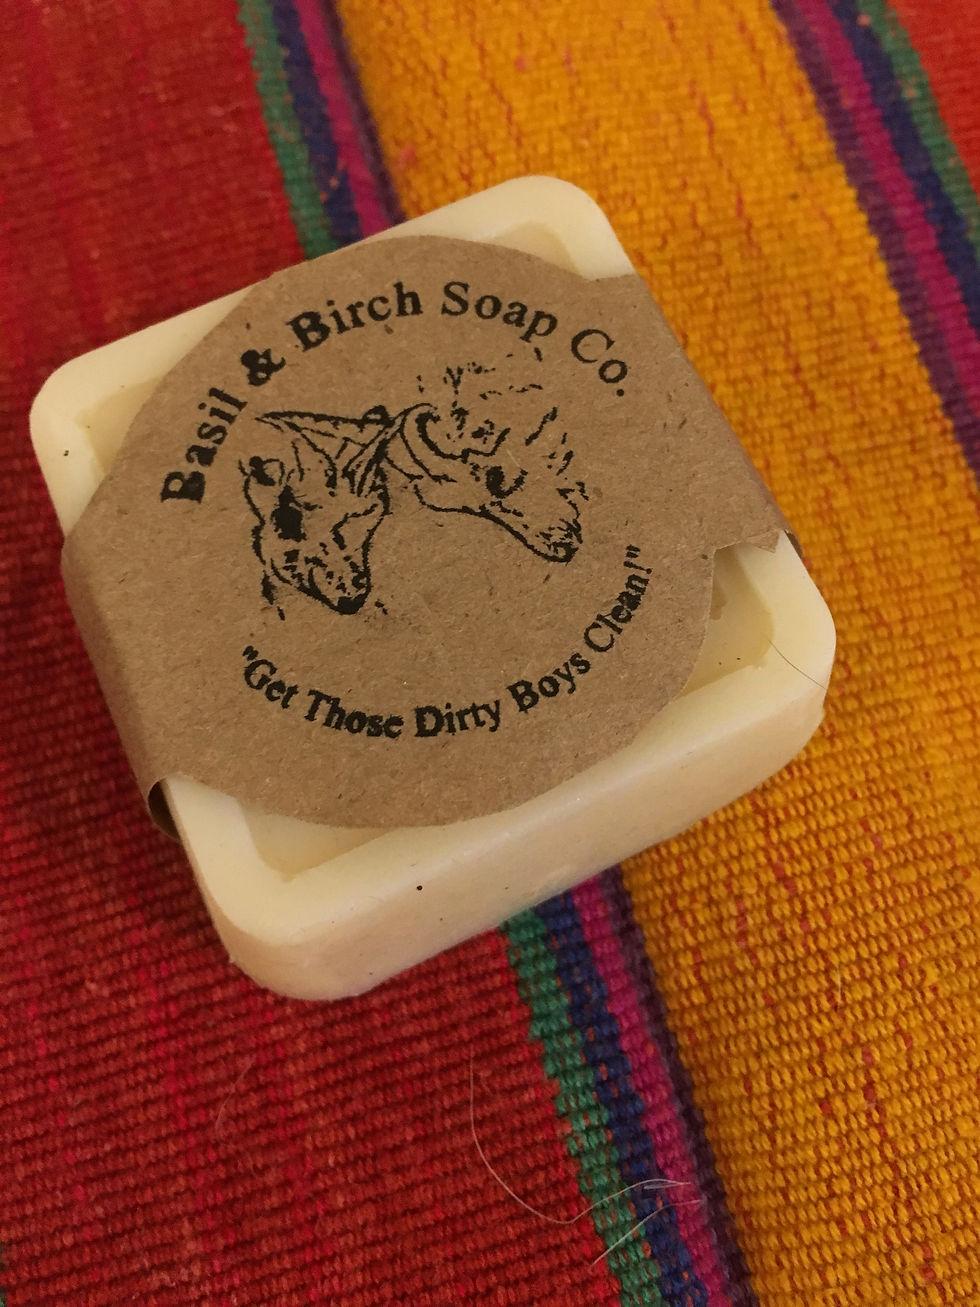 Basil & Birch Soap Co.
"Get Those Dirty Boys Clean!"